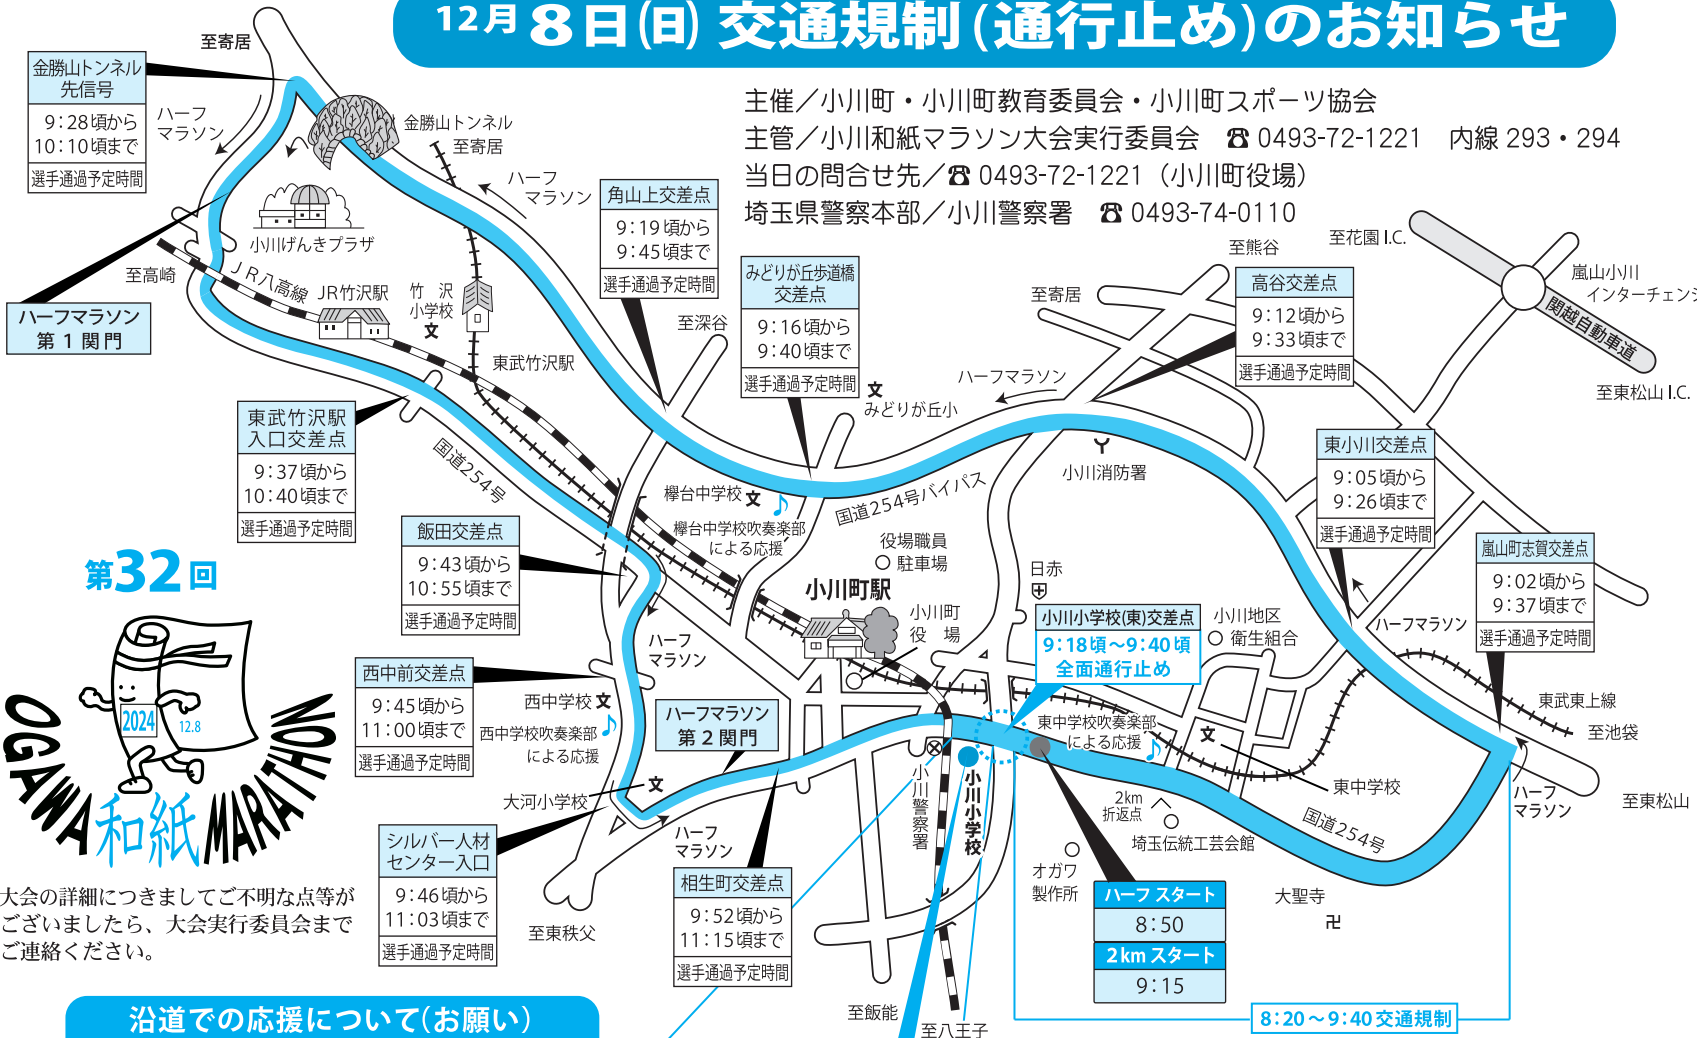 12月8日(日)交通規制(通行止め)のお知らせ
主催／小川町・小川町教育委員会・小川町スポーツ協会
主管／小川和紙マラソン大会実行委員会 ☎ 0493-72-1221 内線 293・294
当日の問合せ先／☎ 0493-72-1221（小川町役場）
埼玉県警察本部／小川警察署 ☎ 0493-74-0110
至寄居
金勝山トンネル
先信号
9:28頃から
10:10頃まで
選手通過予定時間
ハーフ
マラソン
金勝山トンネル
至寄居
ハーフ
マラソン
小川げんきプラザ
至高崎
JR八高線
JR竹沢駅
竹沢
小学校
文
東武竹沢駅
ハーフマラソン
第1関門
角山上交差点
9:19頃から
9:45頃まで
選手通過予定時間
至深谷
みどりが丘歩道橋
交差点
9:16頃から
9:40頃まで
選手通過予定時間
文
みどりが丘小
ハーフマラソン
至寄居
至熊谷
至花園I.C.
高谷交差点
9:12頃から
9:33頃まで
選手通過予定時間
嵐山小川
インターチェンジ
関越自動車道
至東松山I.C.
東武竹沢駅
入口交差点
9:37頃から
10:40頃まで
選手通過予定時間
国道254号
小川消防署
国道254号バイパス
東小川交差点
9:05頃から
9:26頃まで
選手通過予定時間
欅台中学校 文
♪
欅台中学校吹奏楽部
による応援
飯田交差点
9:43頃から
10:55頃まで
選手通過予定時間
役場職員
駐車場
日赤
嵐山町志賀交差点
9:02頃から
9:37頃まで
選手通過予定時間
第32回
小川町駅
小川町
役場
小川小学校(東)交差点
9:18頃～9:40頃
全面通行止め
小川地区
衛生組合
ハーフマラソン
ハーフ
マラソン
西中前交差点
9:45頃から
11:00頃まで
選手通過予定時間
西中学校 文
♪
西中学校吹奏楽部
による応援
ハーフマラソン
第2関門
東中学校吹奏楽部
による応援
♪
文
東中学校
東武東上線
至池袋
2024
12.8
OGAWA和紙MARATHON
大河小学校
文
小川警察署
小川小学校
2km
折返点
埼玉伝統工芸会館
国道254号
ハーフ
マラソン
至東松山
シルバー人材
センター入口
9:46頃から
11:03頃まで
選手通過予定時間
ハーフ
マラソン
相生町交差点
9:52頃から
11:15頃まで
選手通過予定時間
オガワ
製作所
ハーフ スタート
8:50
2km スタート
9:15
大聖寺
卍
大会の詳細につきましてご不明な点等が
ございましたら、大会実行委員会まで
ご連絡ください。
至東秩父
至飯能
至八王子
8:20～9:40交通規制
沿道での応援について(お願い)